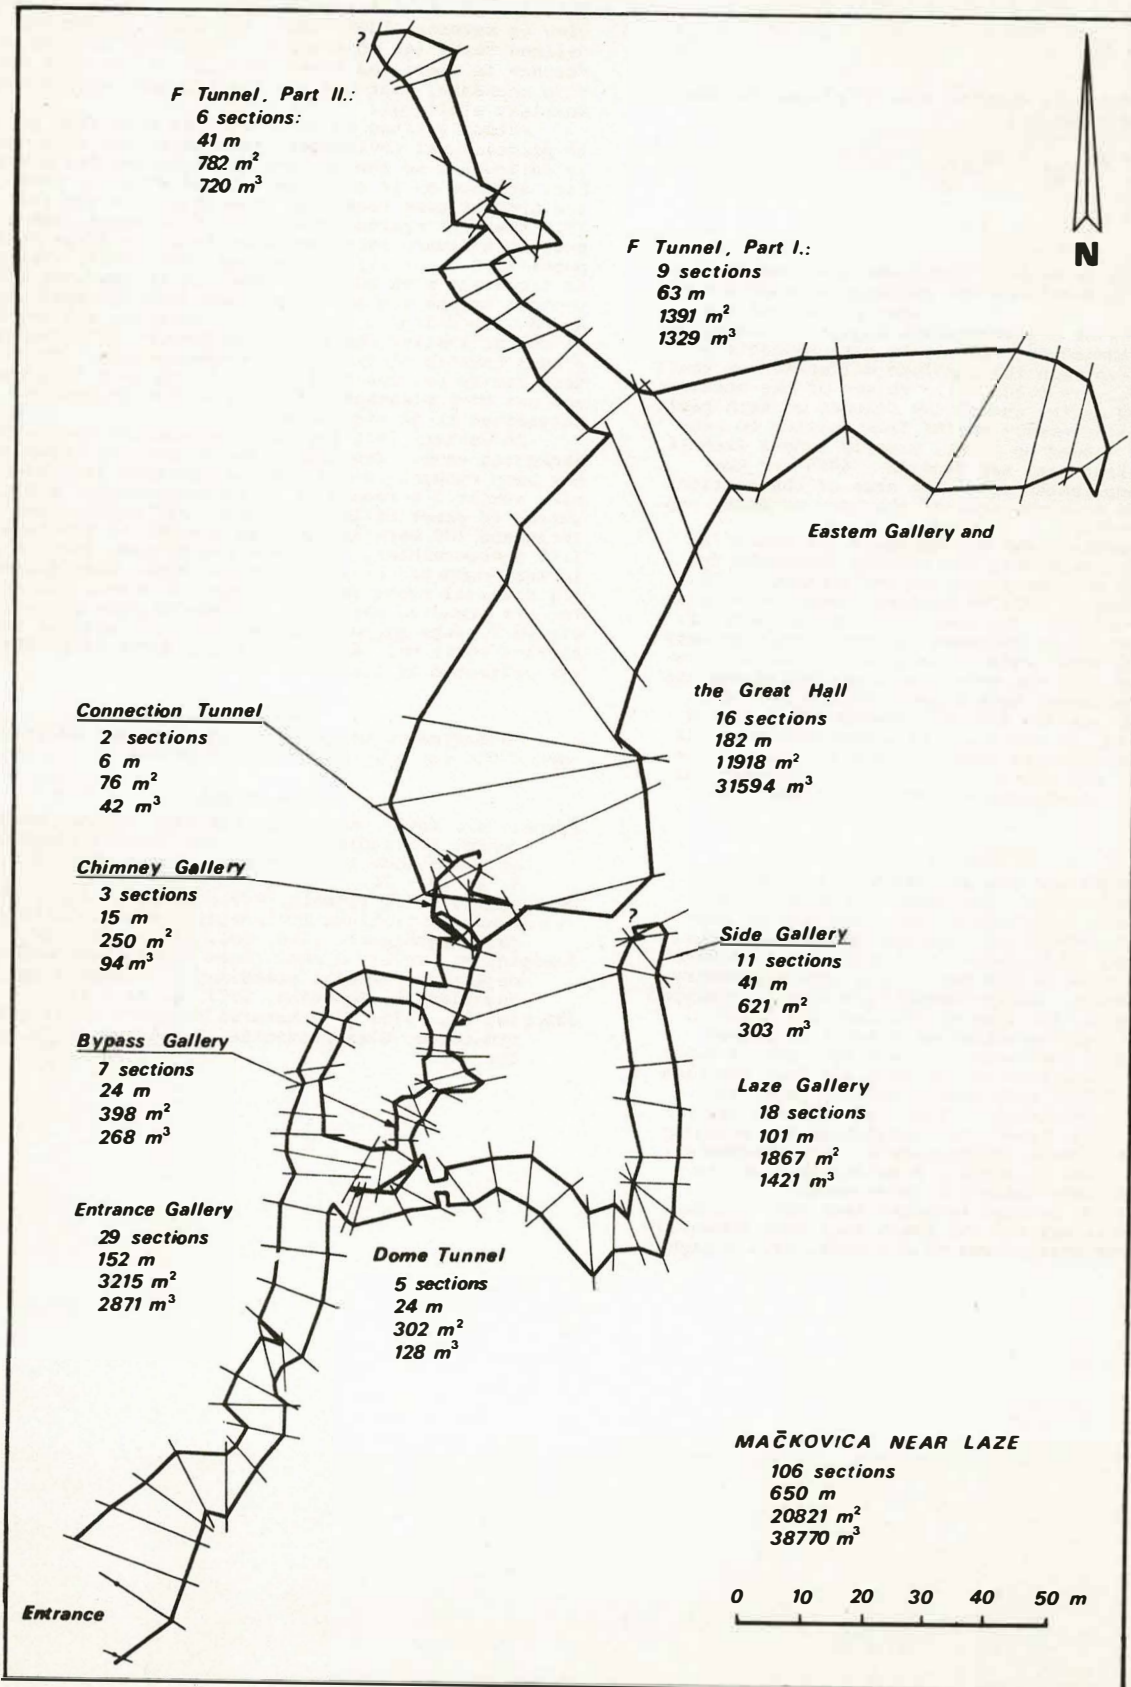 ?
F Tunnel, Part II.:
6 sections:
41 m
782 m²
720 m³
N
F Tunnel, Part I.:
9 sections
63 m
1391 m²
1329 m³
Eastern Gallery and
the Great Hall
16 sections
182 m
11918 m²
31594 m³
Connection Tunnel
2 sections
6 m
76 m²
42 m³
Chimney Gallery
3 sections
15 m
250 m²
94 m³
?
Side Gallery
11 sections
41 m
621 m²
303 m³
Bypass Gallery
7 sections
24 m
398 m²
268 m³
Laze Gallery
18 sections
101 m
1867 m²
1421 m³
Entrance Gallery
29 sections
152 m
3215 m²
2871 m³
Dome Tunnel
5 sections
24 m
302 m²
128 m³
MAČKOVICA NEAR LAZE
106 sections
650 m
20821 m²
38770 m³
Entrance
0 10 20 30 40 50 m